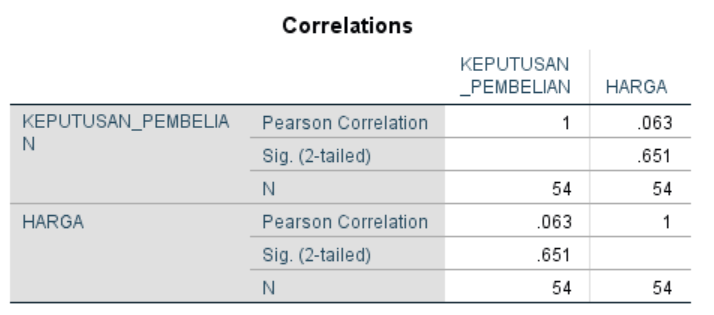 Correlations
KEPUTUSAN
_PEMBELIAN HARGA
KEPUTUSAN_PEMBELIA Pearson Correlation 1 .063
N Sig. (2-tailed) .651
N 54 54
HARGA Pearson Correlation .063 1
Sig. (2-tailed) .651
N 54 54